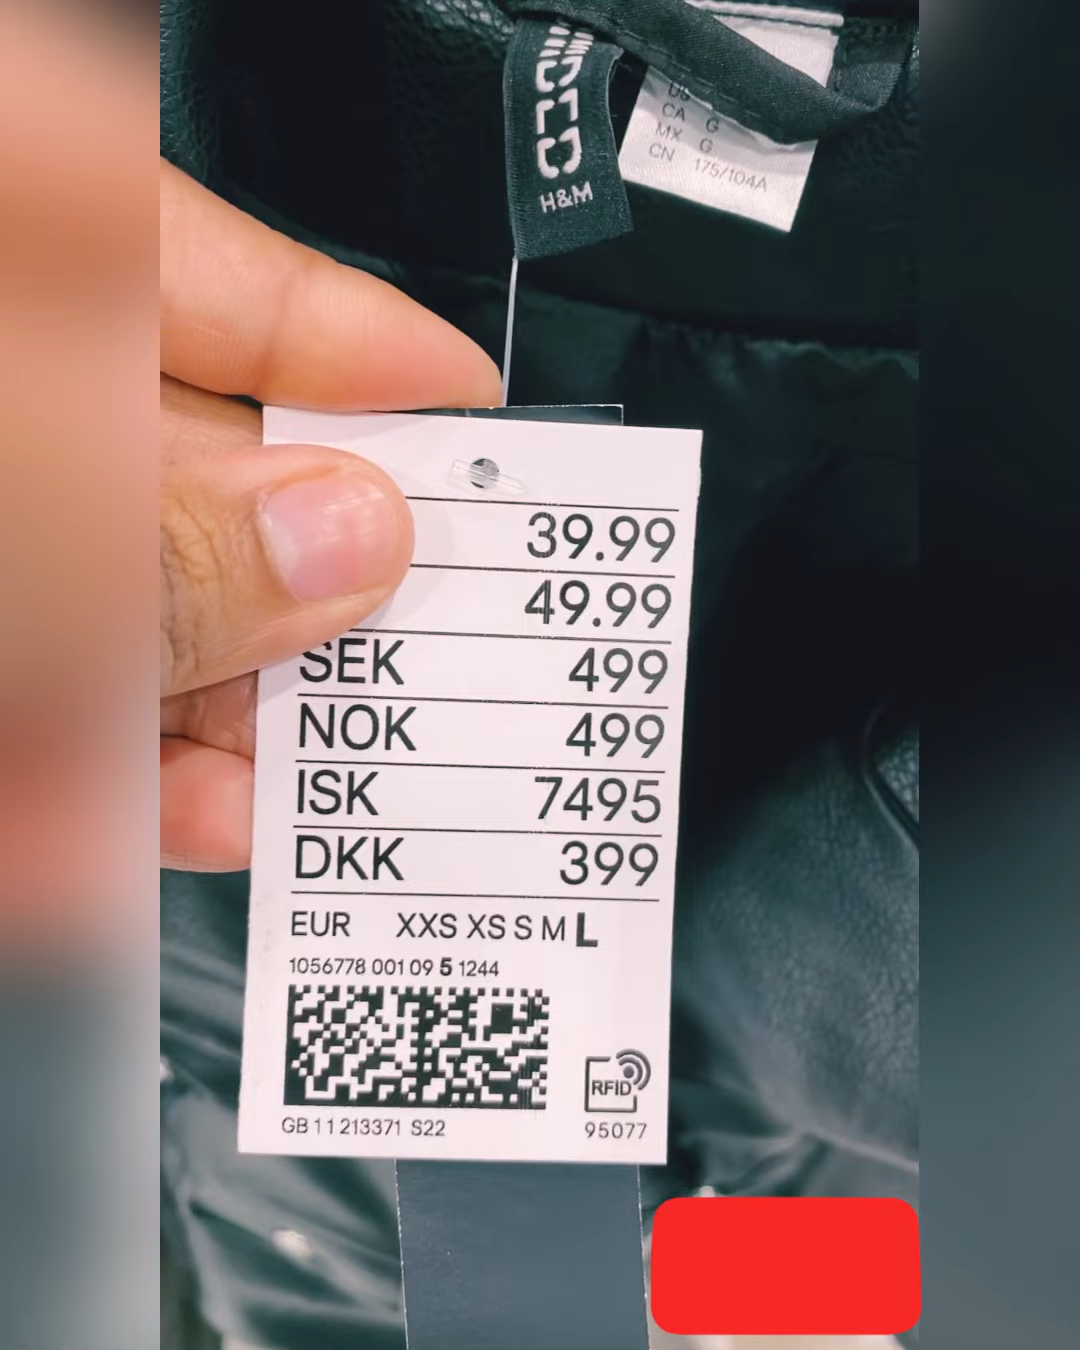 H&M
US
CA G
MX G
CN 175/104A
39.99
49.99
SEK 499
NOK 499
ISK 7495
DKK 399
EUR XXS XS S M L
1056778 001 09 5 1244
RFID
GB 11 213371 S22
95077